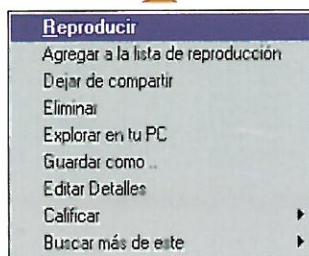 Reproducir
Agregar a la lista de reproducción
Dejar de compartir
Eliminar
Explorar en tu PC
Guardar como ..
Editar Detalles
Calificar
Buscar más de este